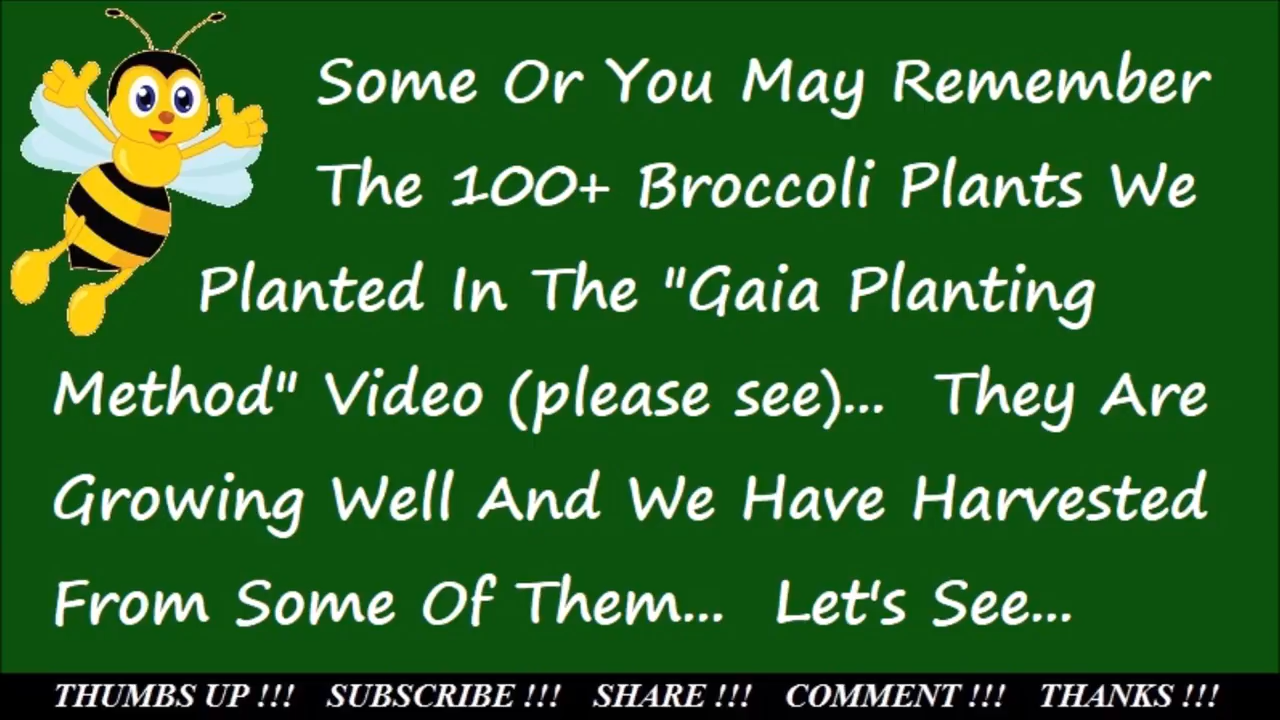 Some Or You May Remember
The 100+ Broccoli Plants We
Planted In The "Gaia Planting
Method" Video (please see)... They Are
Growing Well And We Have Harvested
From Some Of Them... Let's See...
THUMBS UP !!! SUBSCRIBE !!! SHARE !!! COMMENT !!! THANKS !!!